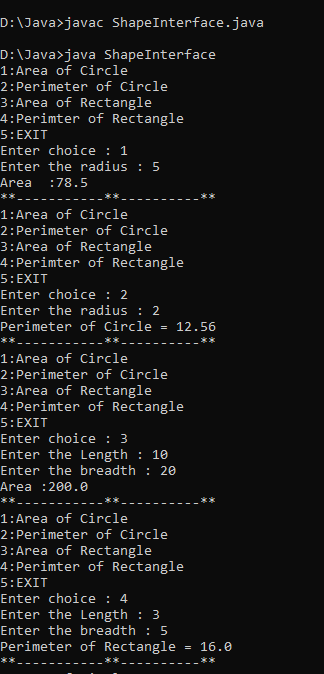 D:\Java>javac ShapeInterface.java
D:\Java>java ShapeInterface
1:Area of Circle
2:Perimeter of Circle
3:Area of Rectangle
4:Perimter of Rectangle
5:EXIT
Enter choice : 1
Enter the radius : 5
Area  :78.5
**-----------**----------**
1:Area of Circle
2:Perimeter of Circle
3:Area of Rectangle
4:Perimter of Rectangle
5:EXIT
Enter choice : 2
Enter the radius : 2
Perimeter of Circle = 12.56
**-----------**----------**
1:Area of Circle
2:Perimeter of Circle
3:Area of Rectangle
4:Perimter of Rectangle
5:EXIT
Enter choice : 3
Enter the Length : 10
Enter the breadth : 20
Area :200.0
**-----------**----------**
1:Area of Circle
2:Perimeter of Circle
3:Area of Rectangle
4:Perimter of Rectangle
5:EXIT
Enter choice : 4
Enter the Length : 3
Enter the breadth : 5
Perimeter of Rectangle = 16.0
**-----------**----------**